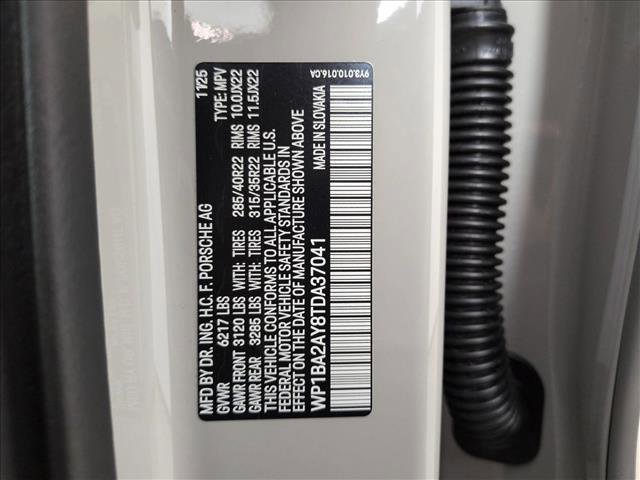 MFD BY DR. ING. H.C. F. PORSCHE AG 11/25
GVWR 6217 LBS TYPE: MPV
GAWR FRONT 3120 LBS WITH: TIRES 285/40R22 RIMS 10.0JX22
GAWR REAR 3286 LBS WITH: TIRES 315/35R22 RIMS 11.5JX22
THIS VEHICLE CONFORMS TO ALL APPLICABLE U.S.
FEDERAL MOTOR VEHICLE SAFETY STANDARDS IN
EFFECT ON THE DATE OF MANUFACTURE SHOWN ABOVE
WP1BA2AY8TDA37041 MADE IN SLOVAKIA
9Y3.010.016.CA